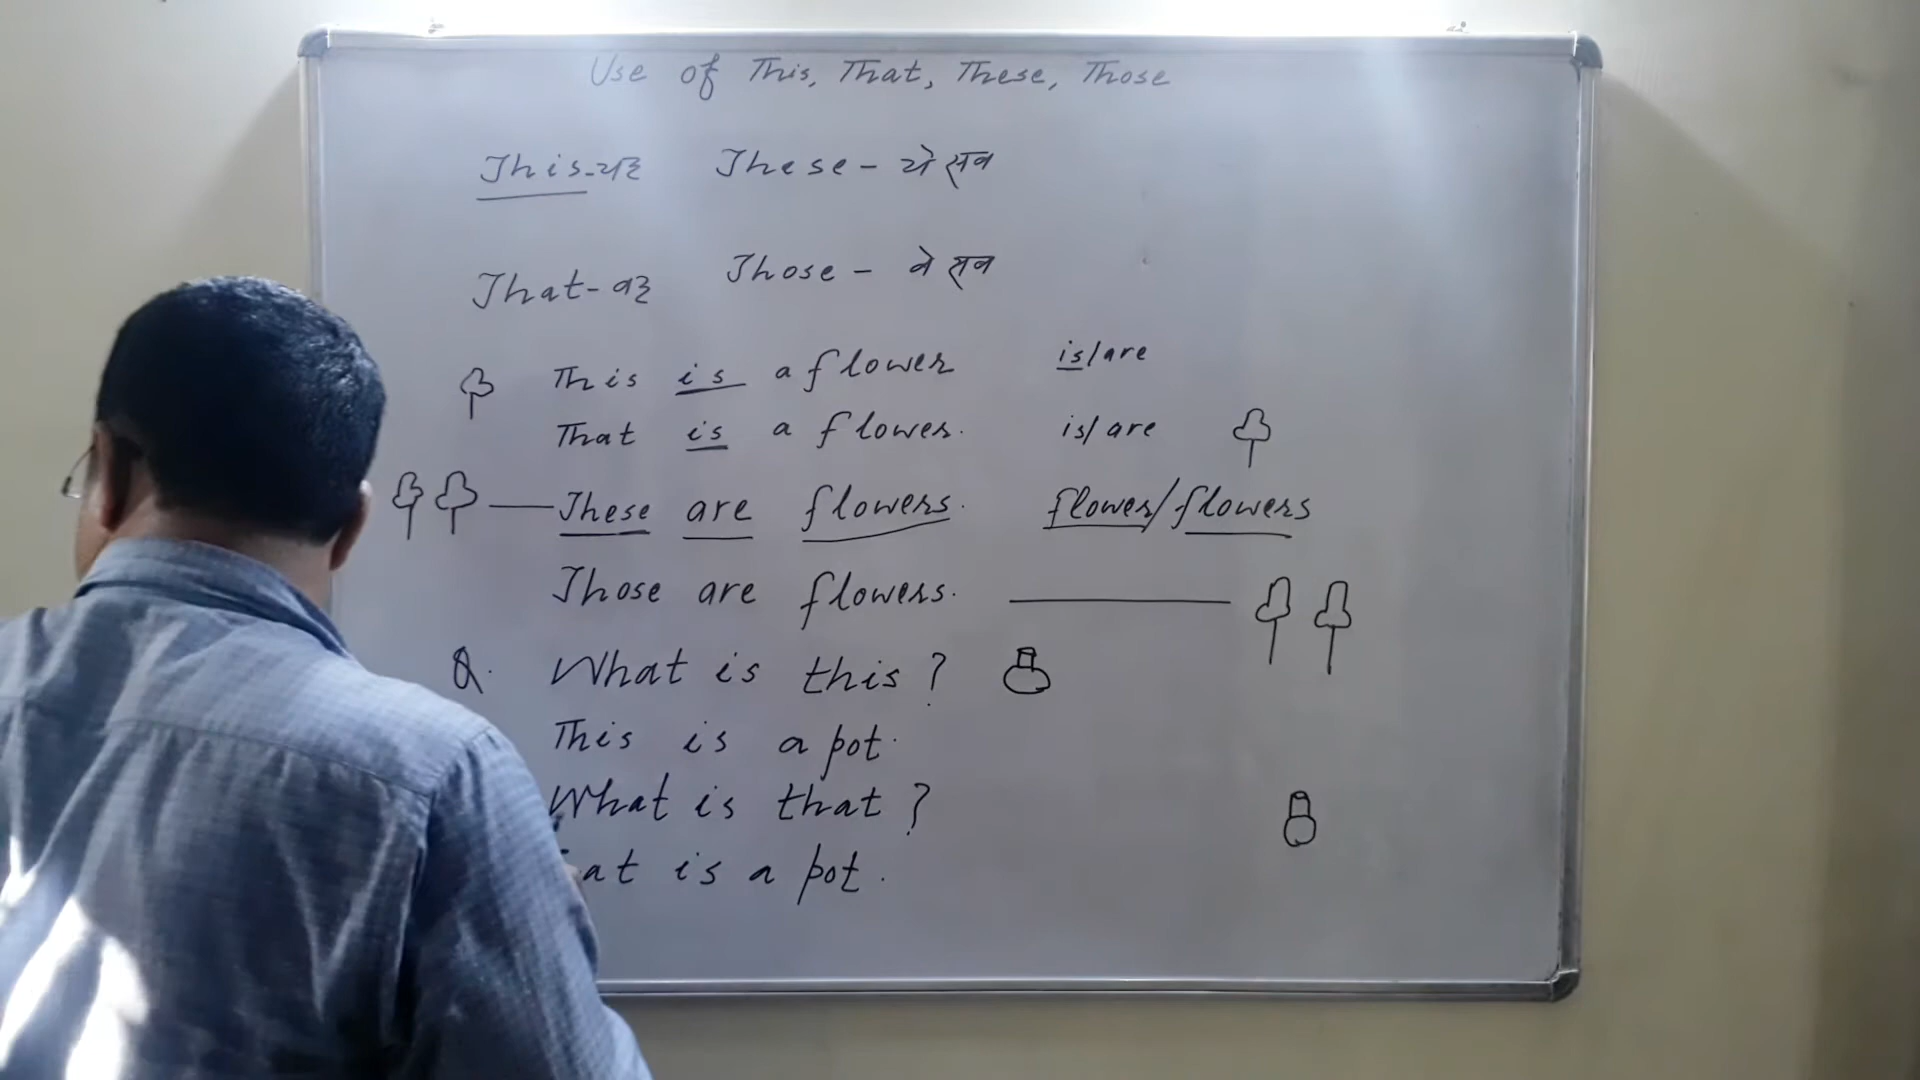 Use of This, That, These, Those
This - यह These - ये सब
That - वह Those - वे सब
This is a flower is/are
That is a flower. is/are
These are flowers. flower/flowers
Those are flowers.
Q. What is this?
This is a pot.
What is that?
at is a pot.